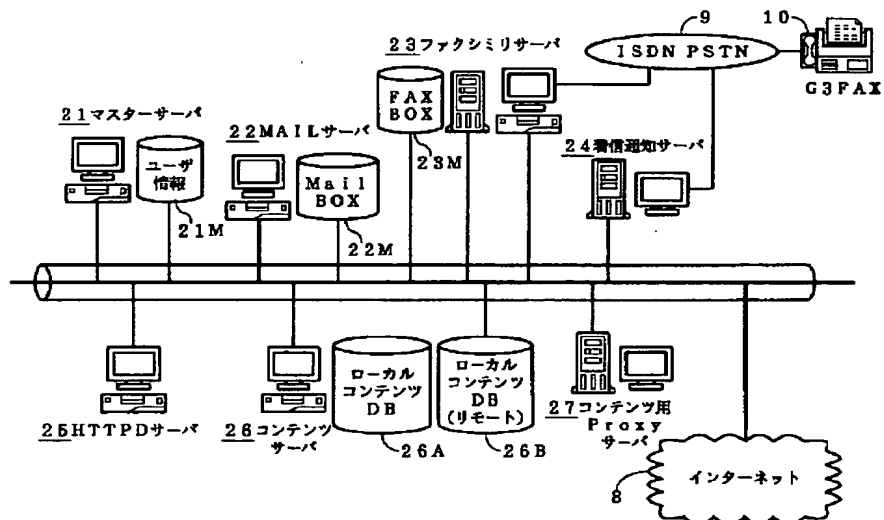 9
10
ISDN PSTN
G3FAX
23ファクシミリサーバ
FAX
BOX
23M
21マスターサーバ
ユーザ
情報
21M
22MAILサーバ
Mail
BOX
22M
24着信通知サーバ
25HTTPDサーバ
26コンテンツ
サーバ
ローカル
コンテンツ
DB
26A
ローカル
コンテンツ
DB
(リモート)
26B
27コンテンツ用
Proxy
サーバ
インターネット
8